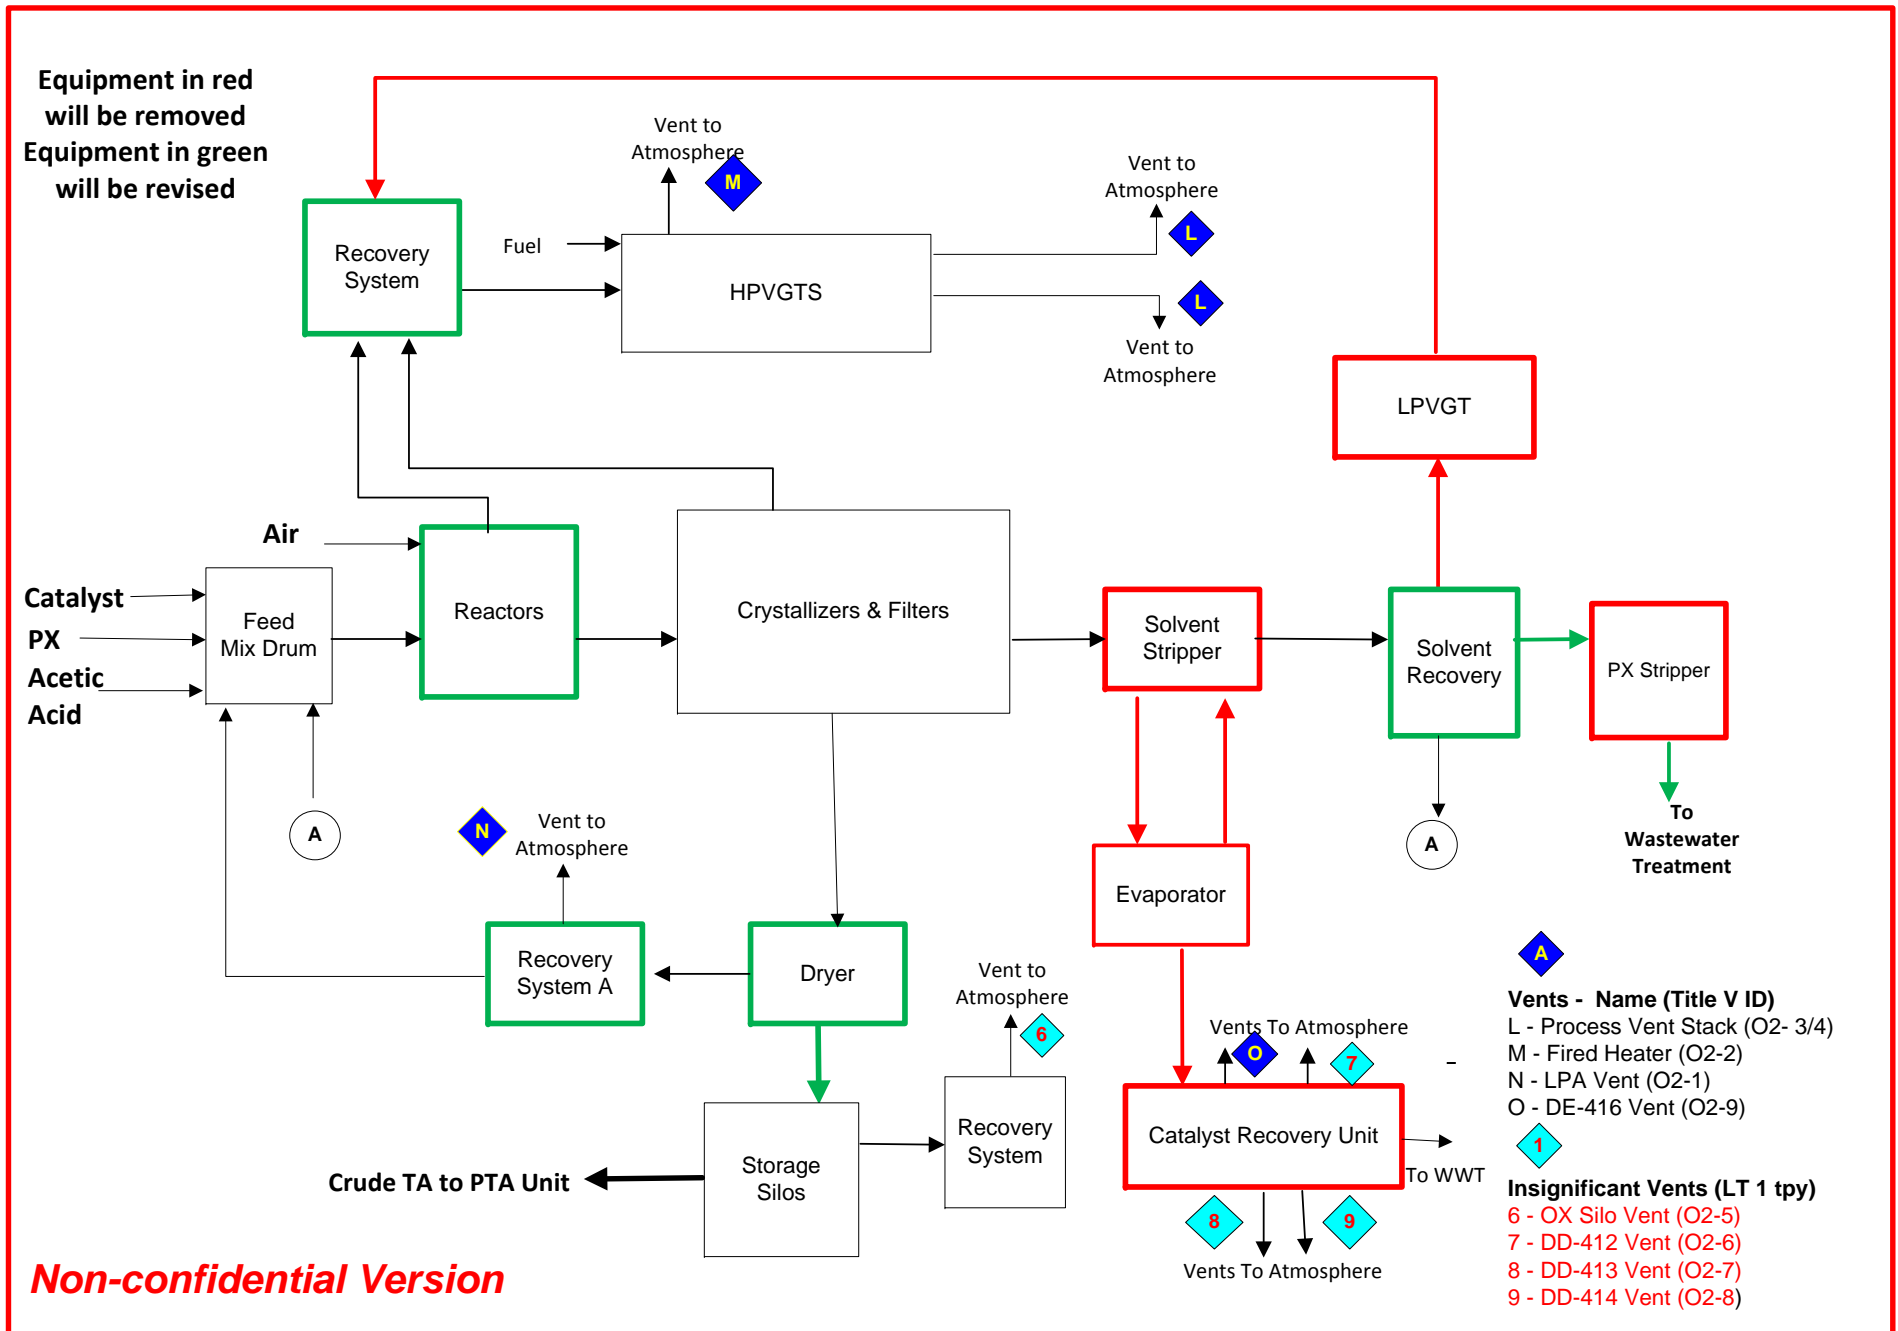 Equipment in red
will be removed
Equipment in green
will be revised
Vent to
Atmosphere
M
Vent to
Atmosphere
L
Recovery
System
Fuel
HPVGTS
L
Vent to
Atmosphere
LPVGT
Air
Catalyst
PX
Acetic
Acid
Feed
Mix Drum
Reactors
Crystallizers & Filters
Solvent
Stripper
Solvent
Recovery
PX Stripper
A
N
Vent to
Atmosphere
A
To
Wastewater
Treatment
Evaporator
Recovery
System A
Dryer
Vent to
Atmosphere
6
Vents To Atmosphere
O
7
Recovery
System
Catalyst Recovery Unit
To WWT
Storage
Silos
Crude TA to PTA Unit
8
9
Vents To Atmosphere
A
Vents - Name (Title V ID)
L - Process Vent Stack (O2- 3/4)
M - Fired Heater (O2-2)
N - LPA Vent (O2-1)
O - DE-416 Vent (O2-9)
1
Insignificant Vents (LT 1 tpy)
6 - OX Silo Vent (O2-5)
7 - DD-412 Vent (O2-6)
8 - DD-413 Vent (O2-7)
9 - DD-414 Vent (O2-8)
Non-confidential Version